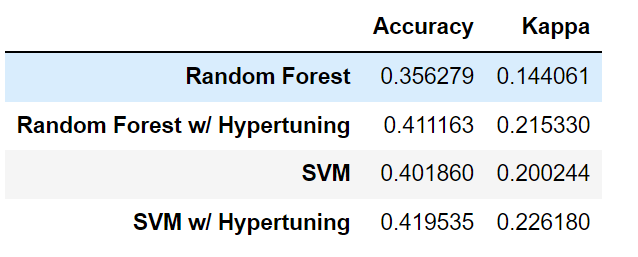 Accuracy Kappa
Random Forest 0.356279 0.144061
Random Forest w/ Hypertuning 0.411163 0.215330
SVM 0.401860 0.200244
SVM w/ Hypertuning 0.419535 0.226180